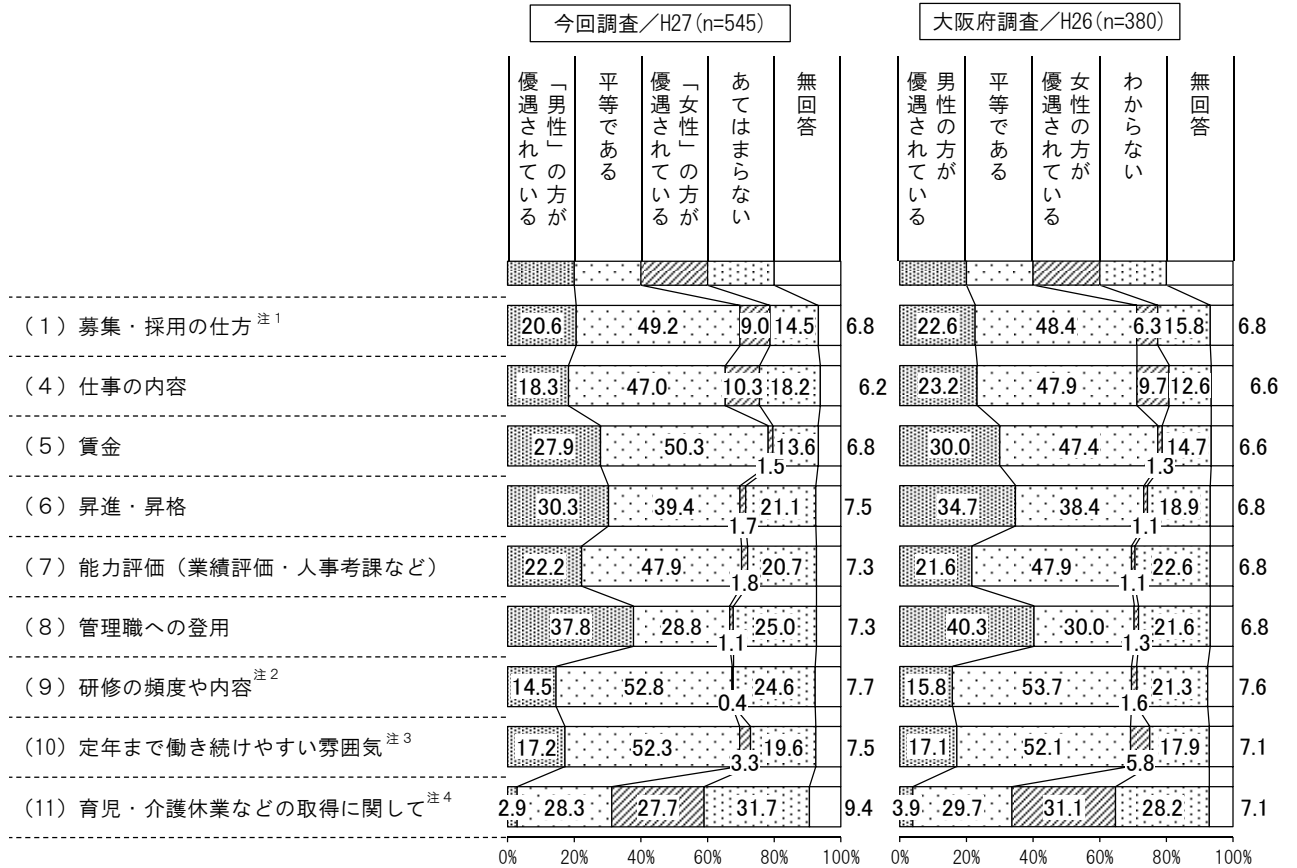 今回調査／H27(n=545)
大阪府調査／H26(n=380)
「男性」の方が
優遇されている
平等である
「女性」の方が
優遇されている
あてはまらない
無回答
男性の方が
優遇されている
平等である
女性の方が
優遇されている
わからない
無回答
（1）募集・採用の仕方注1 20.6 49.2 9.0 14.5 6.8 22.6 48.4 6.3 15.8 6.8
（4）仕事の内容 18.3 47.0 10.3 18.2 6.2 23.2 47.9 9.7 12.6 6.6
（5）賃金 27.9 50.3 1.5 13.6 6.8 30.0 47.4 1.3 14.7 6.6
（6）昇進・昇格 30.3 39.4 1.7 21.1 7.5 34.7 38.4 1.1 18.9 6.8
（7）能力評価（業績評価・人事考課など） 22.2 47.9 1.8 20.7 7.3 21.6 47.9 1.1 22.6 6.8
（8）管理職への登用 37.8 28.8 1.1 25.0 7.3 40.3 30.0 1.3 21.6 6.8
（9）研修の頻度や内容注2 14.5 52.8 0.4 24.6 7.7 15.8 53.7 1.6 21.3 7.6
（10）定年まで働き続けやすい雰囲気注3 17.2 52.3 3.3 19.6 7.5 17.1 52.1 5.8 17.9 7.1
（11）育児・介護休業などの取得に関して注4 2.9 28.3 27.7 31.7 9.4 3.9 29.7 31.1 28.2 7.1
0% 20% 40% 60% 80% 100% 0% 20% 40% 60% 80% 100%